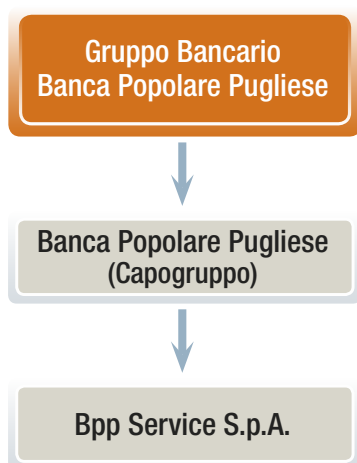 Gruppo Bancario
Banca Popolare Pugliese
Banca Popolare Pugliese
(Capogruppo)
Bpp Service S.p.A.